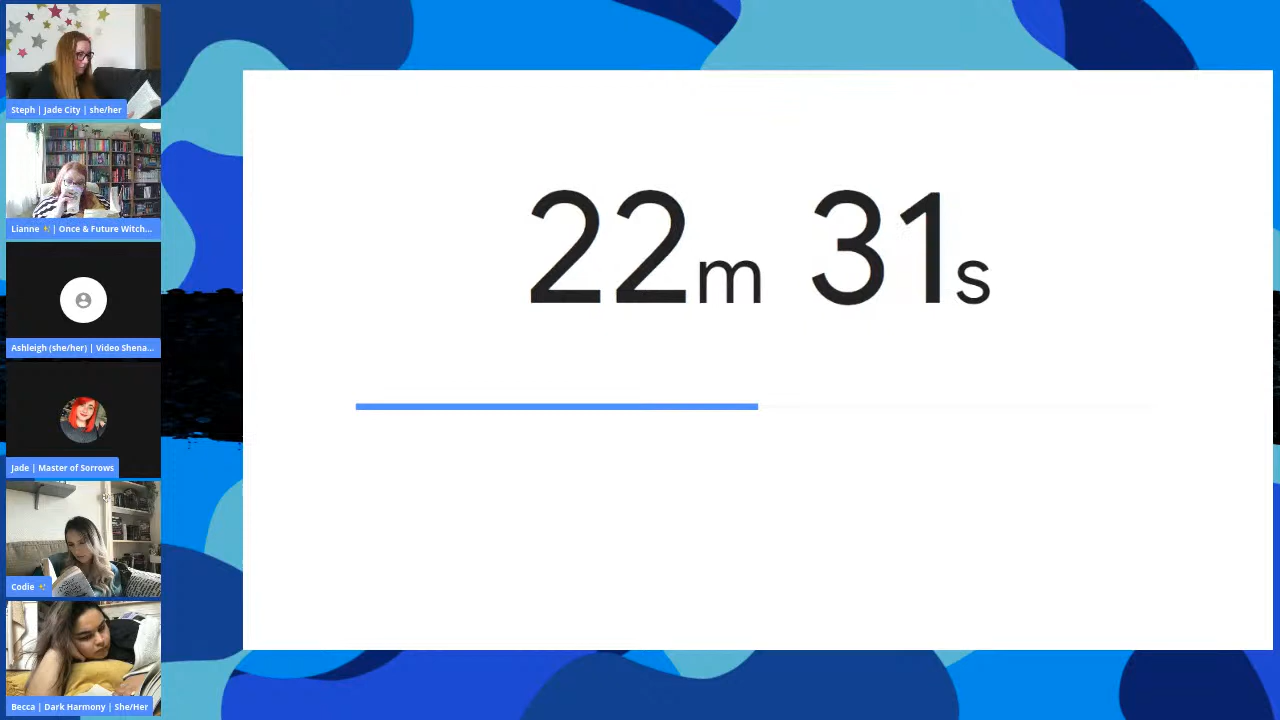 Steph | Jade City | she/her
Lianne ✨ | Once & Future Witch...
Ashleigh (she/her) | Video Shena...
Jade | Master of Sorrows
Codie ✨
Becca | Dark Harmony | She/Her
22m 31s